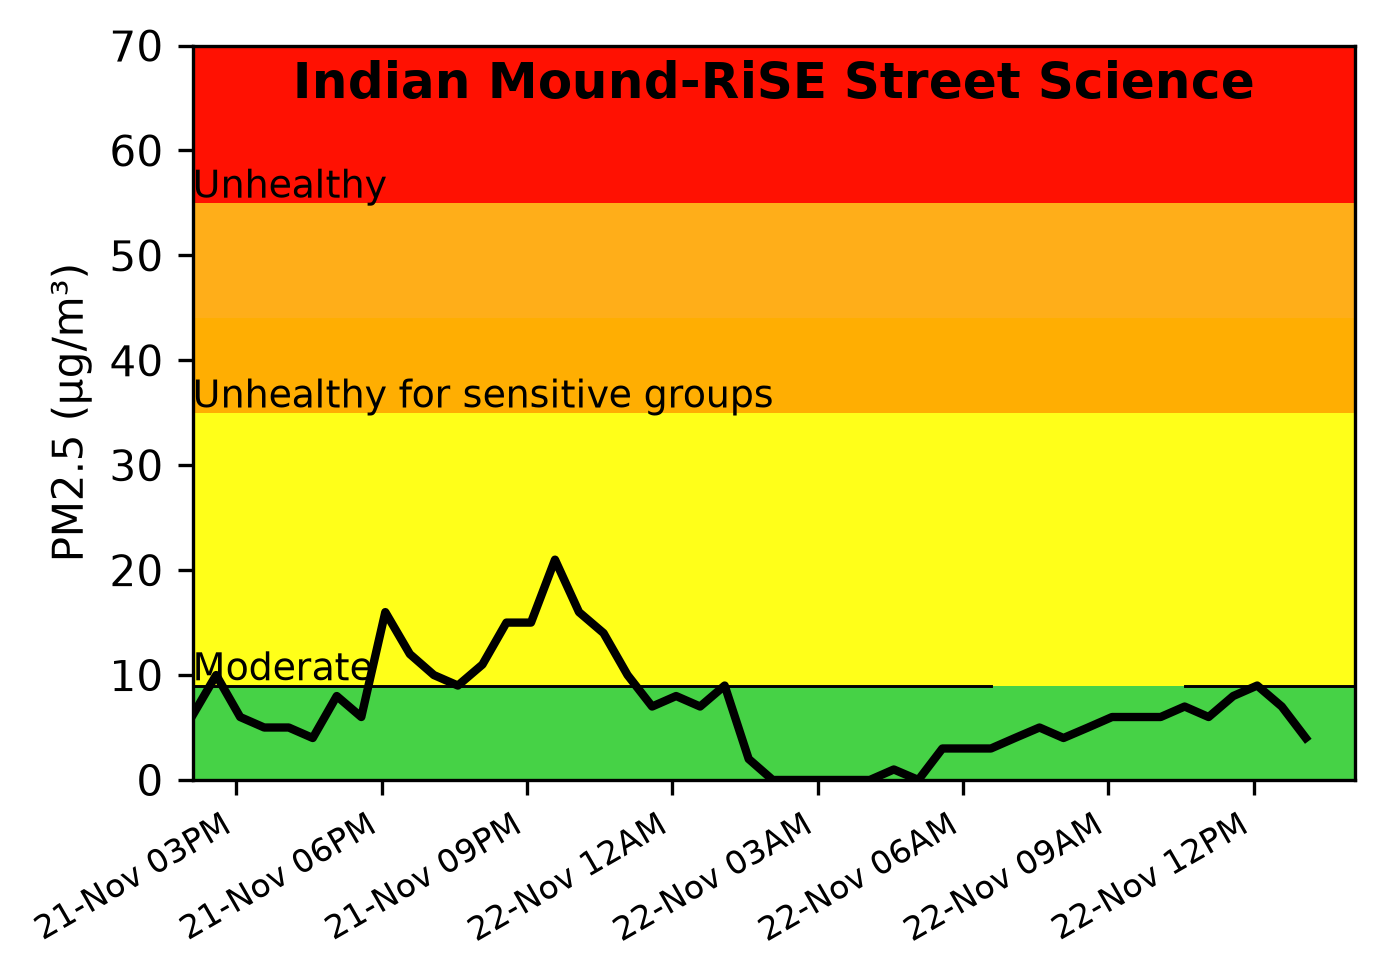 Indian Mound-RiSE Street Science
70
60
50
40
30
20
10
0
PM2.5 (µg/m³)
Unhealthy
Unhealthy for sensitive groups
Moderate
21-Nov 03PM
21-Nov 06PM
21-Nov 09PM
22-Nov 12AM
22-Nov 03AM
22-Nov 06AM
22-Nov 09AM
22-Nov 12PM